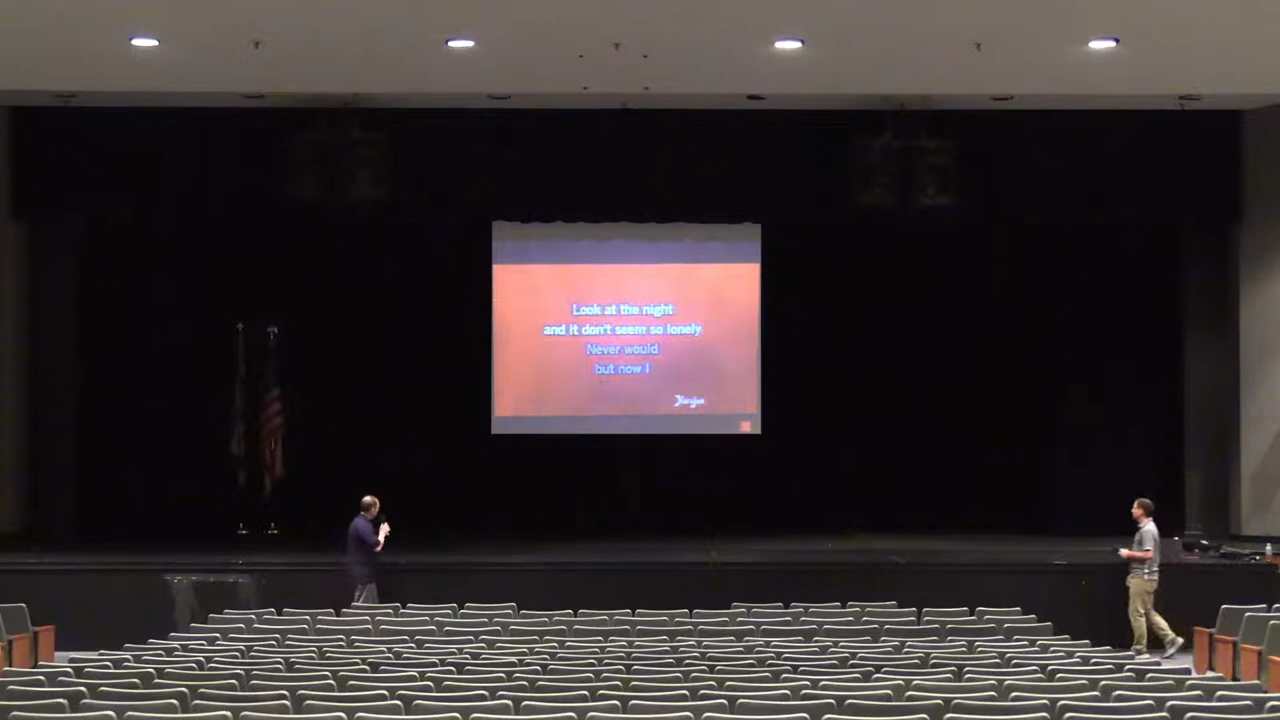 Look at the night
and it don't seem so lonely
Never would
but now I